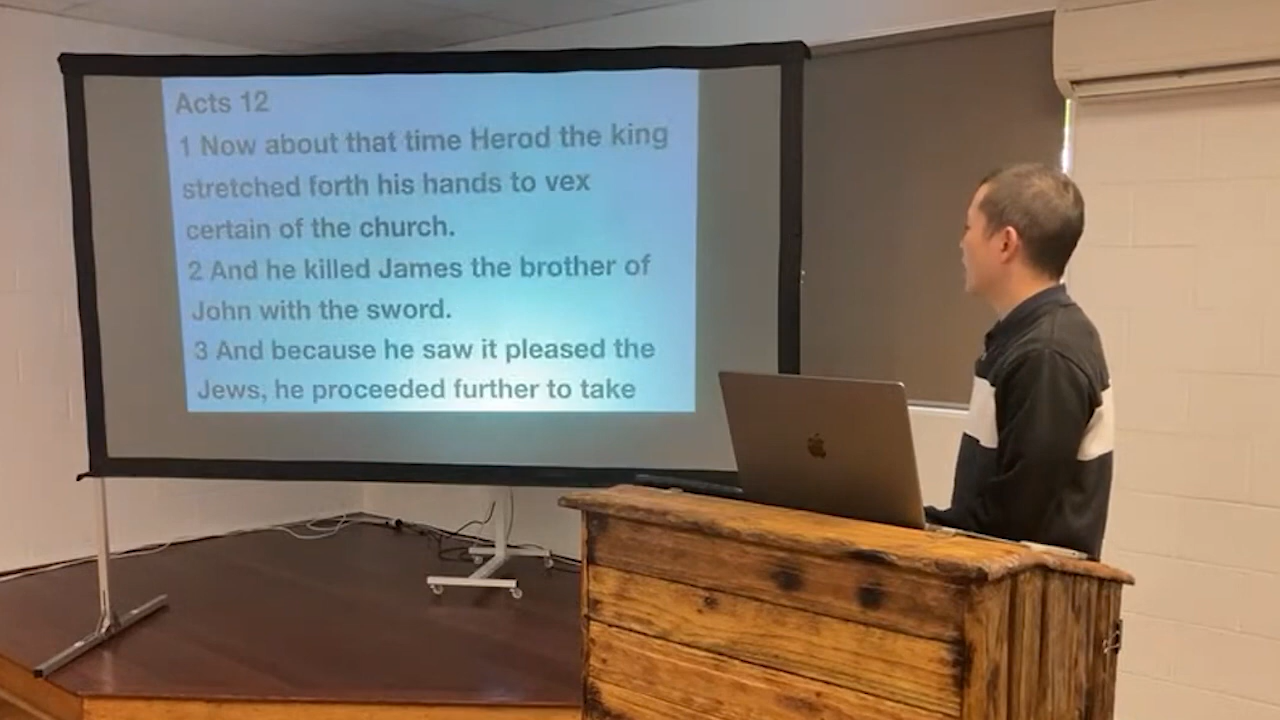 Acts 12
1 Now about that time Herod the king
stretched forth his hands to vex
certain of the church.
2 And he killed James the brother of
John with the sword.
3 And because he saw it pleased the
Jews, he proceeded further to take